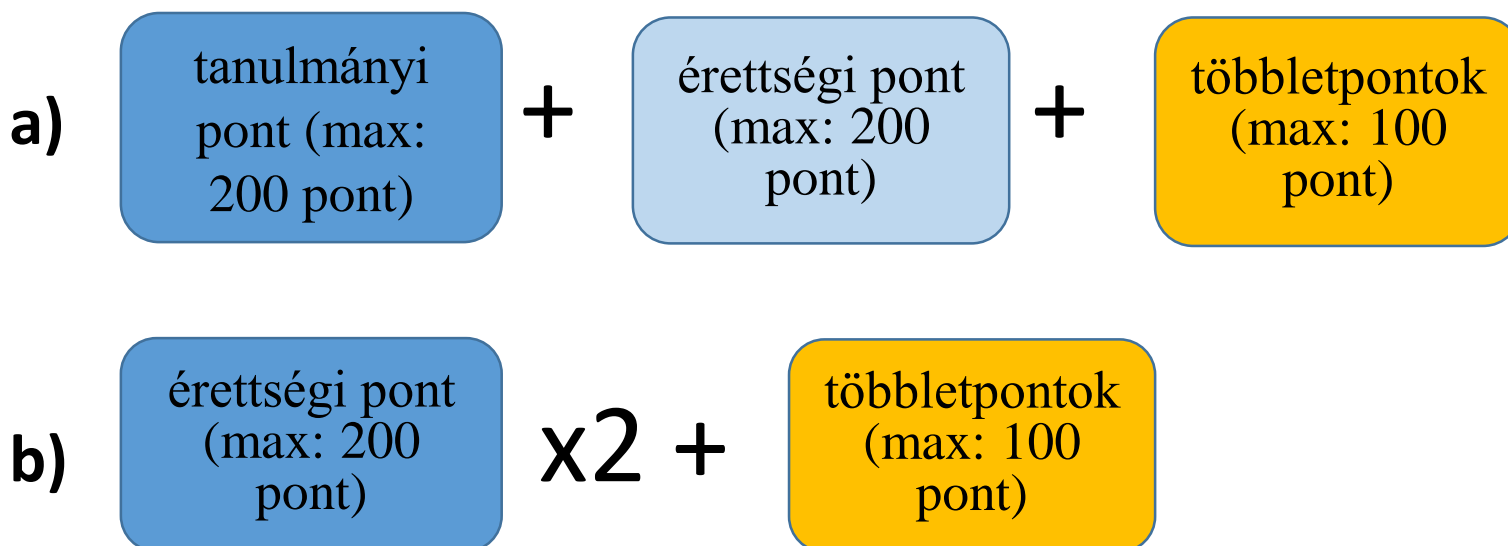 a)
tanulmányi
pont (max:
200 pont)
+
érettségi pont
(max: 200
pont)
+
többletpontok
(max: 100
pont)
b)
érettségi pont
(max: 200
pont)
x2 +
többletpontok
(max: 100
pont)